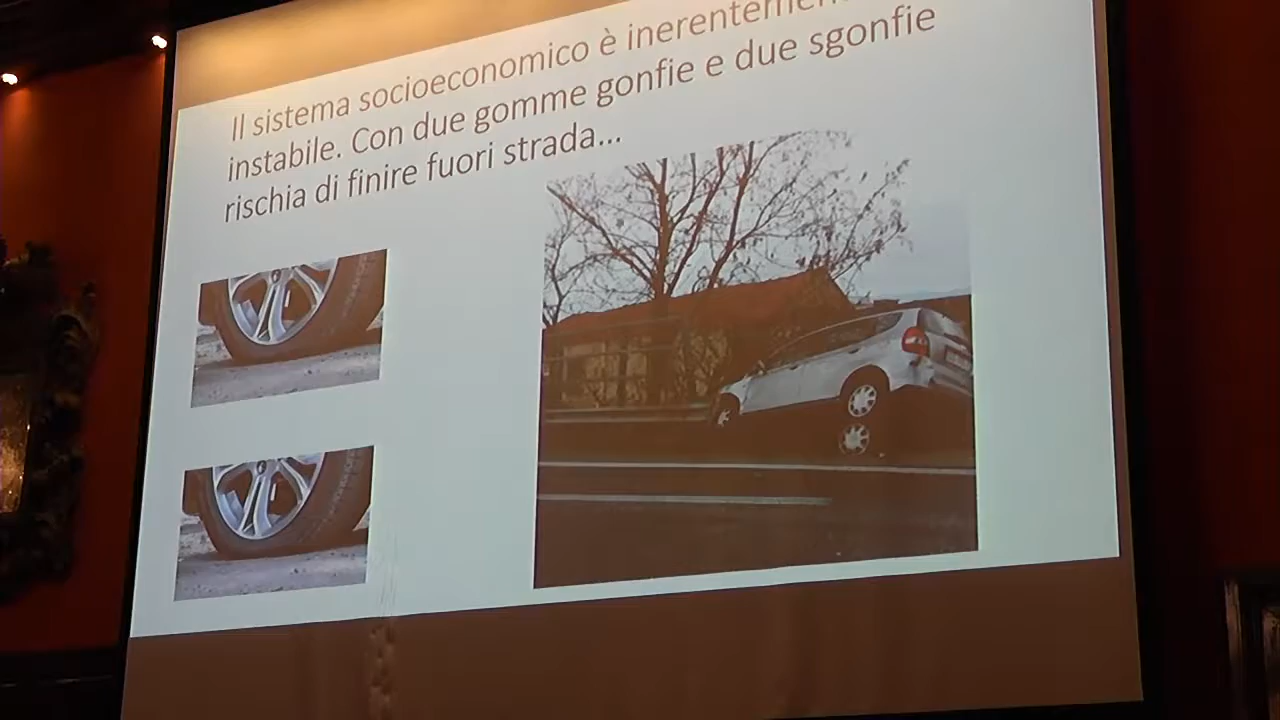 Il sistema socioeconomico è
instabile. Con due gomme gonfie e due sgonfie
rischia di finire fuori strada...